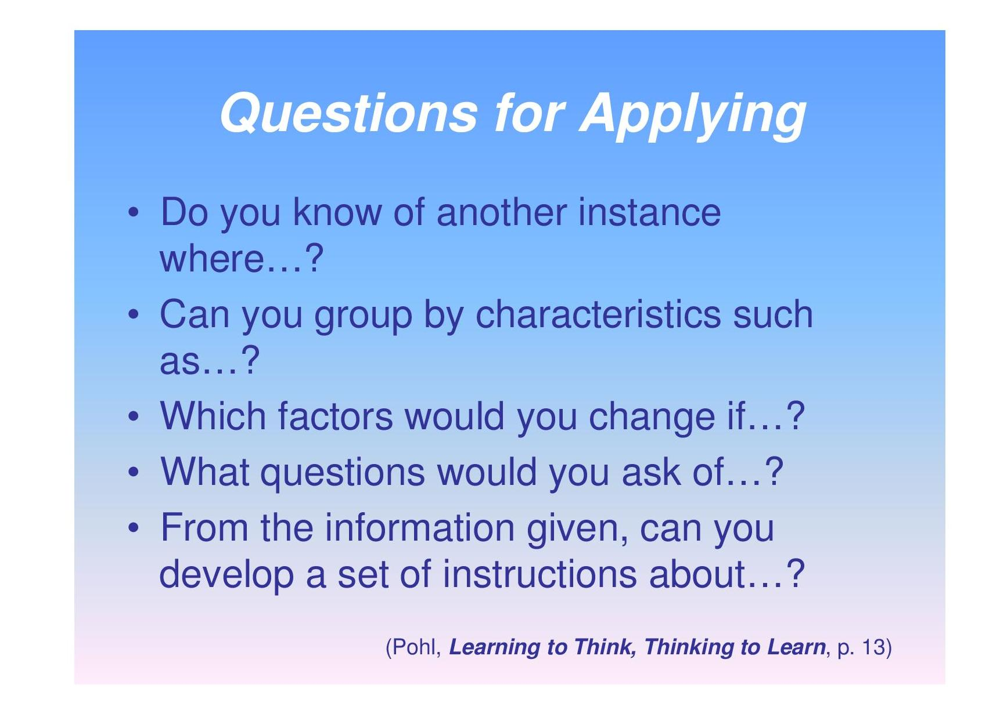 Questions for Applying
• Do you know of another instance
where…?
• Can you group by characteristics such
as…?
• Which factors would you change if…?
• What questions would you ask of…?
• From the information given, can you
develop a set of instructions about…?
(Pohl, Learning to Think, Thinking to Learn, p. 13)